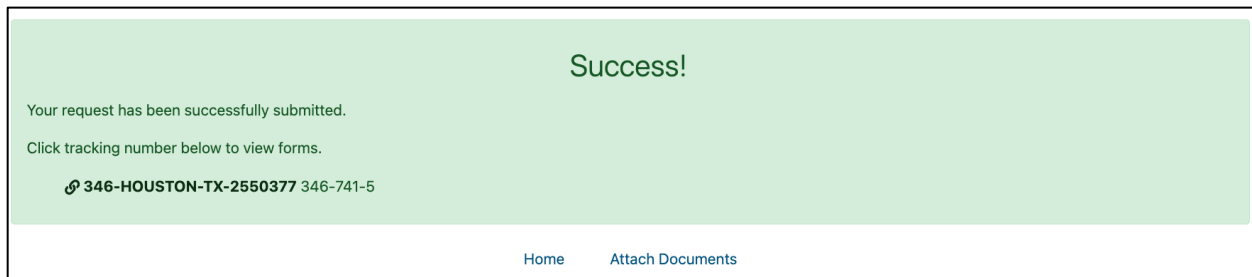 Success!
Your request has been successfully submitted.
Click tracking number below to view forms.
346-HOUSTON-TX-2550377 346-741-5
Home Attach Documents